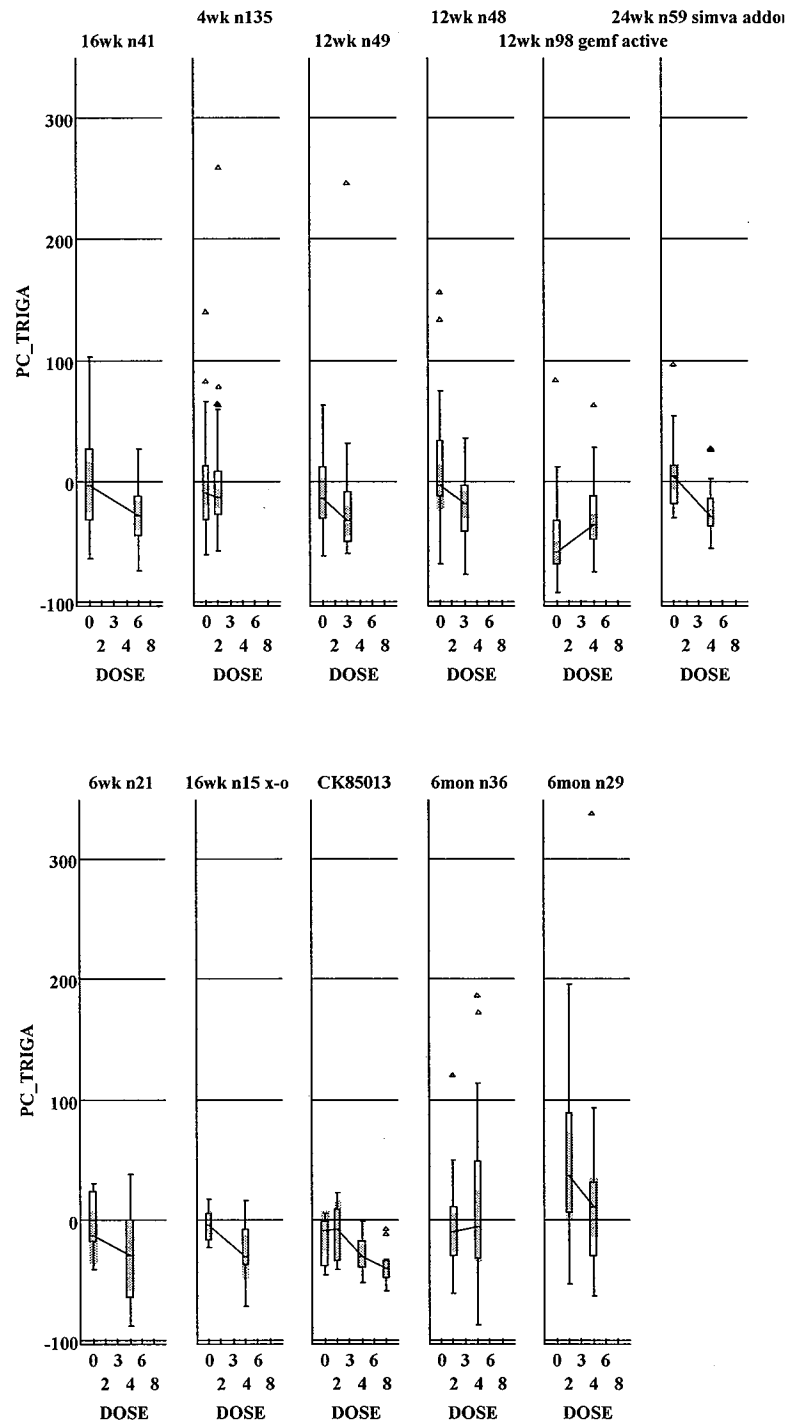 4wk n135 12wk n48 24wk n59 simva addo
16wk n41 12wk n49 12wk n98 gemf active
PC_TRIGA
300
200
100
0
-100
0 3 6 0 3 6 0 3 6 0 3 6 0 3 6 0 3 6
2 4 8 2 4 8 2 4 8 2 4 8 2 4 8 2 4 8
DOSE DOSE DOSE DOSE DOSE DOSE
6wk n21 16wk n15 x-o CK85013 6mon n36 6mon n29
PC_TRIGA
300
200
100
0
-100
0 3 6 0 3 6 0 3 6 0 3 6 0 3 6
2 4 8 2 4 8 2 4 8 2 4 8 2 4 8
DOSE DOSE DOSE DOSE DOSE